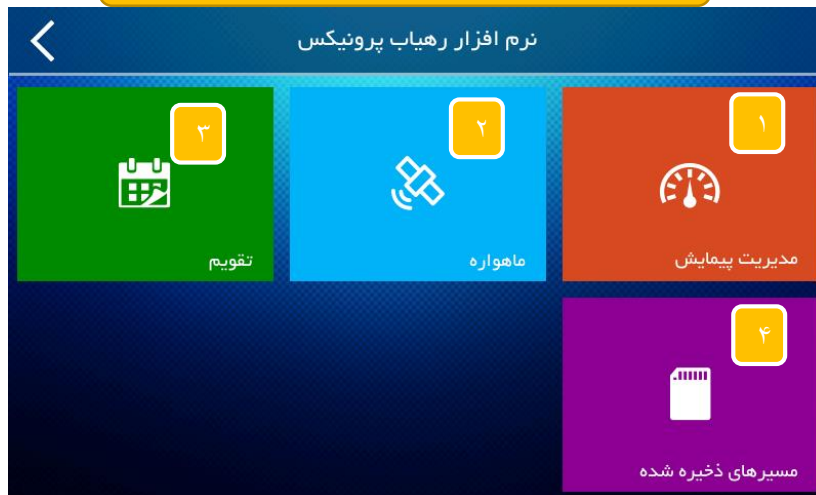 نرم افزار رهیاب پرونیکس
۱
مدیریت پیمایش
۲
ماهواره
۳
تقویم
۴
مسیرهای ذخیره شده